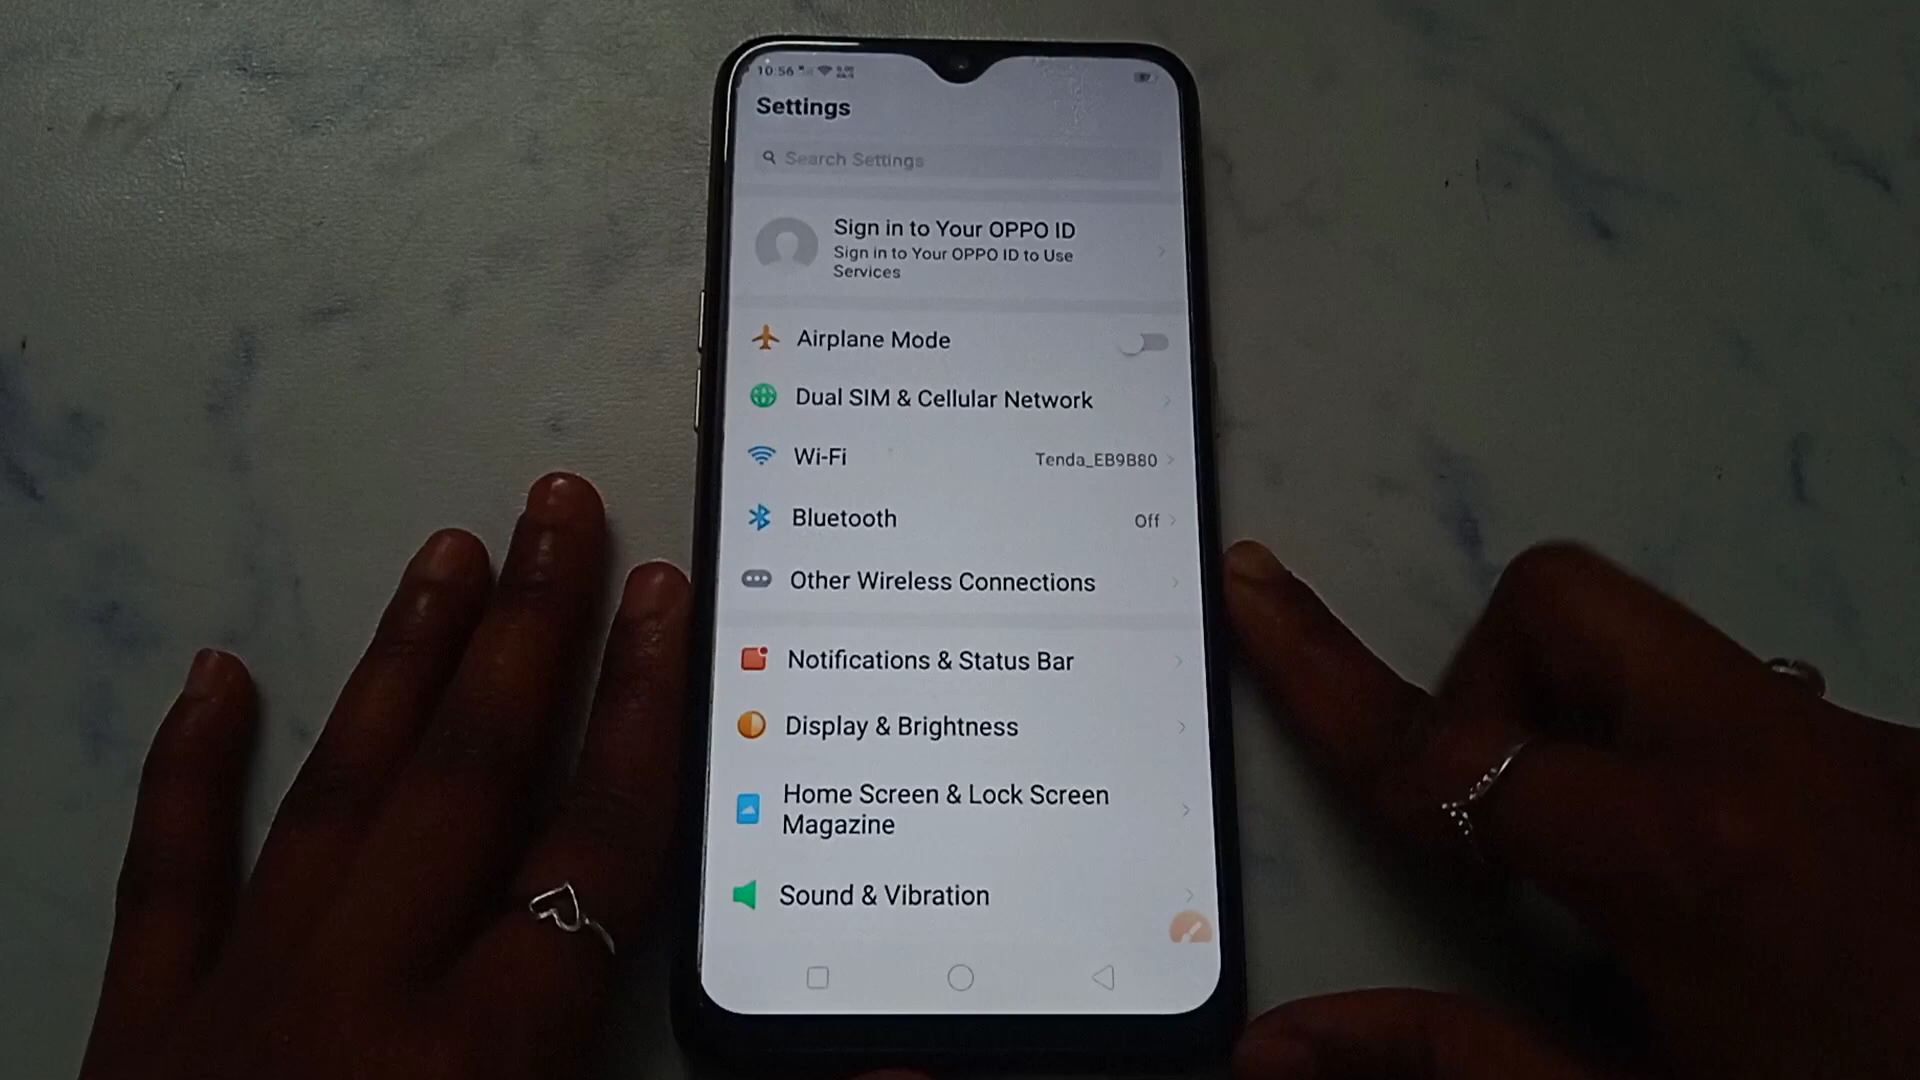 10:56
Settings
Search Settings
Sign in to Your OPPO ID
Sign in to Your OPPO ID to Use
Services
Airplane Mode
Dual SIM & Cellular Network
Wi-Fi Tenda_EB9B80
Bluetooth Off
Other Wireless Connections
Notifications & Status Bar
Display & Brightness
Home Screen & Lock Screen
Magazine
Sound & Vibration